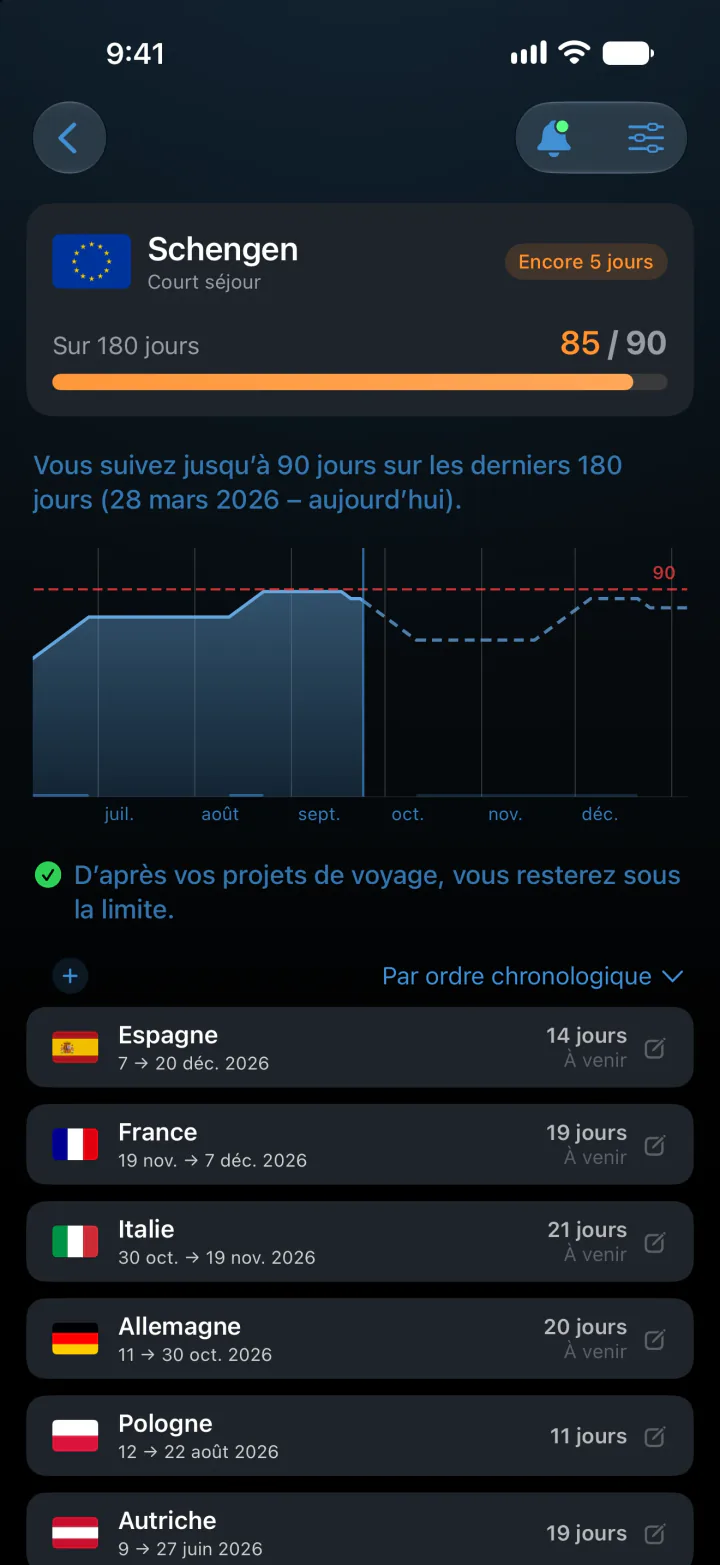 9:41
Schengen
Court séjour
Encore 5 jours
Sur 180 jours
85 / 90
Vous suivez jusqu’à 90 jours sur les derniers 180
jours (28 mars 2026 – aujourd’hui).
90
juil. août sept. oct. nov. déc.
D’après vos projets de voyage, vous resterez sous
la limite.
+ Par ordre chronologique
Espagne
14 jours
7 → 20 déc. 2026
À venir
France
19 jours
19 nov. → 7 déc. 2026
À venir
Italie
21 jours
30 oct. → 19 nov. 2026
À venir
Allemagne
20 jours
11 → 30 oct. 2026
À venir
Pologne
11 jours
12 → 22 août 2026
Autriche
19 jours
9 → 27 juin 2026